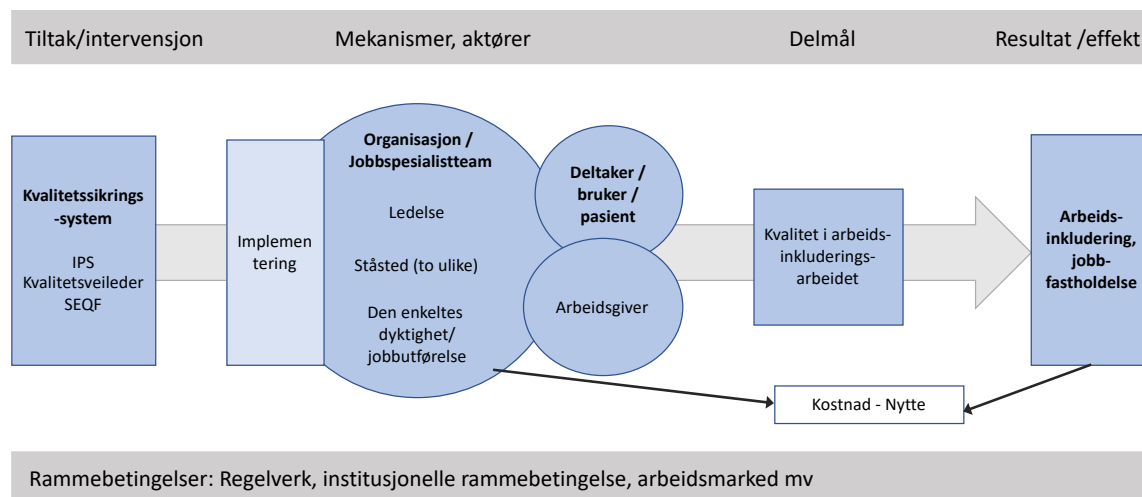 Tiltak/intervensjon
Mekanismer, aktører
Delmål
Resultat /effekt
Kvalitetssikrings
-system
IPS
Kvalitetsveileder
SEQF
Implemen
tering
Organisasjon /
Jobbspesialistteam
Ledelse
Ståsted (to ulike)
Den enkeltes
dyktighet/
jobbutførelse
Deltaker /
bruker /
pasient
Arbeidsgiver
Kvalitet i arbeids-
inkluderings-
arbeidet
Arbeids-
inkludering,
jobb-
fastholdelse
Kostnad - Nytte
Rammebetingelser: Regelverk, institusjonelle rammebetingelse, arbeidsmarked mv